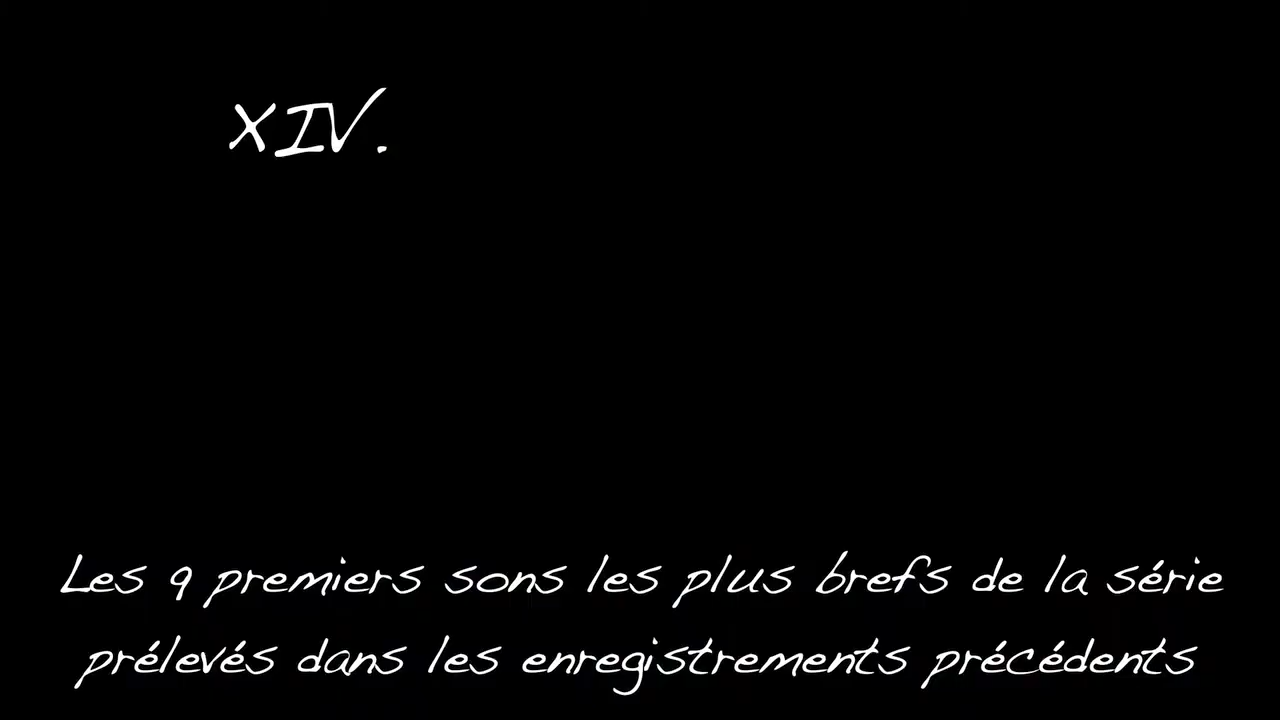 XIV.
Les 9 premiers sons les plus brefs de la série
prélevés dans les enregistrements précédents